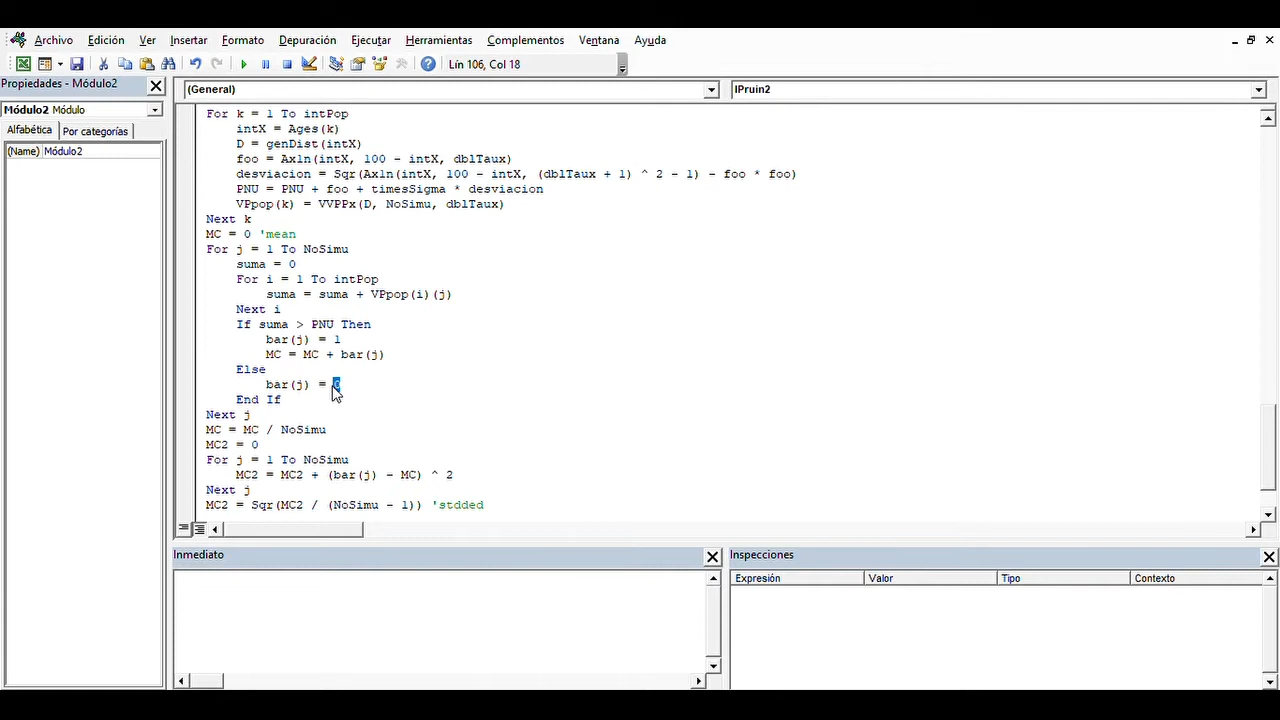 Archivo Edición Ver Insertar Formato Depuración Ejecutar Herramientas Complementos Ventana Ayuda
Lín 106, Col 18
Propiedades - Módulo2
Módulo2 Módulo
Alfabética Por categorías
(Name) Módulo2
(General) IPruin2
For k = 1 To intPop
intX = Ages(k)
D = genDist(intX)
foo = Ax1n(intX, 100 - intX, dblTaux)
desviacion = Sqr(Ax1n(intX, 100 - intX, (dblTaux + 1) ^ 2 - 1) - foo * foo)
PNU = PNU + foo + timesSigma * desviacion
VPpop(k) = VVPPx(D, NoSimu, dblTaux)
Next k
MC = 0 'mean
For j = 1 To NoSimu
suma = 0
For i = 1 To intPop
suma = suma + VPpop(i)(j)
Next i
If suma > PNU Then
bar(j) = 1
MC = MC + bar(j)
Else
bar(j) = 0
End If
Next j
MC = MC / NoSimu
MC2 = 0
For j = 1 To NoSimu
MC2 = MC2 + (bar(j) - MC) ^ 2
Next j
MC2 = Sqr(MC2 / (NoSimu - 1)) 'stdded
Inmediato
Inspecciones
Expresión Valor Tipo Contexto